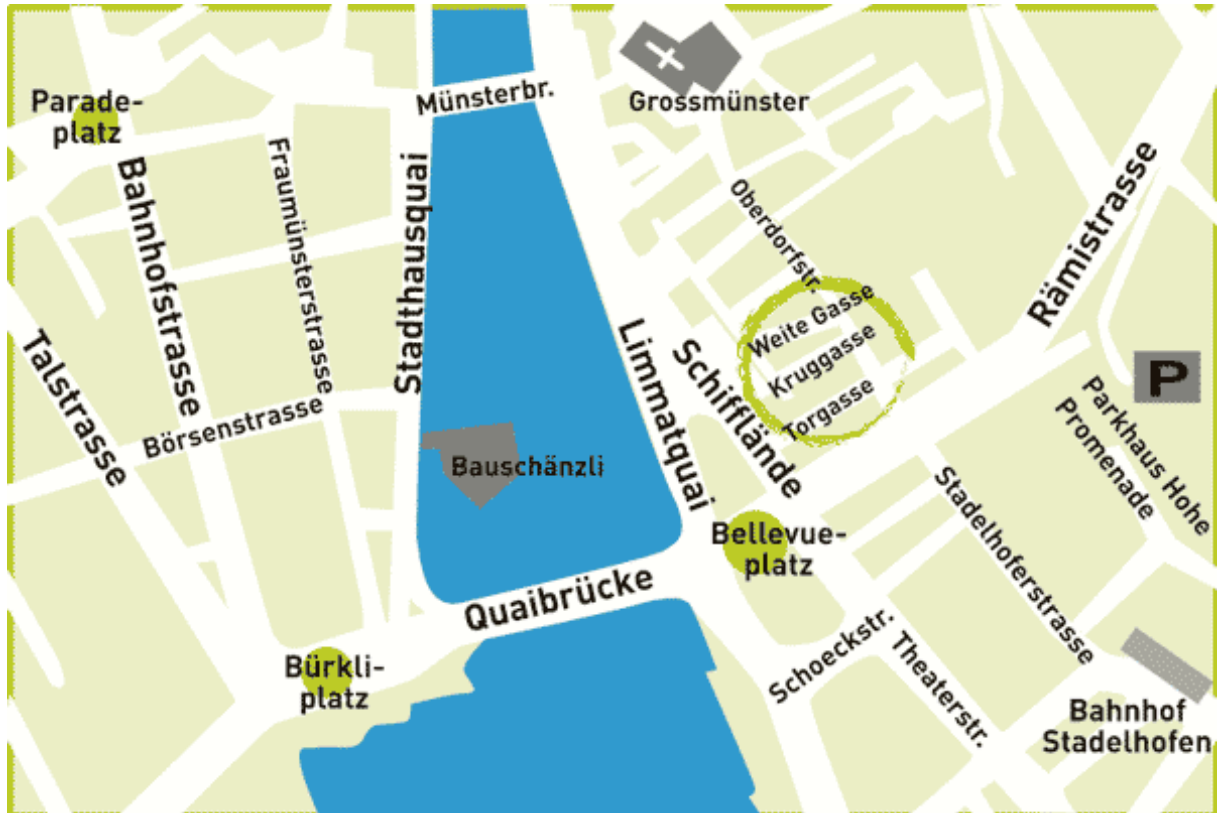 Parade-
platz
Münsterbr.
Grossmünster
Bahnhofstrasse
Fraumünsterstrasse
Stadthausquai
Oberdorfstr.
Rämistrasse
Weite Gasse
Kruggasse
Torgasse
Talstrasse
Börsenstrasse
Limmatquai
Schifflände
P
Parkhaus Hohe
Promenade
Bauschänzli
Stadelhoferstrasse
Bellevue-
platz
Quaibrücke
Schoeckstr.
Theaterstr.
Bürkli-
platz
Bahnhof
Stadelhofen